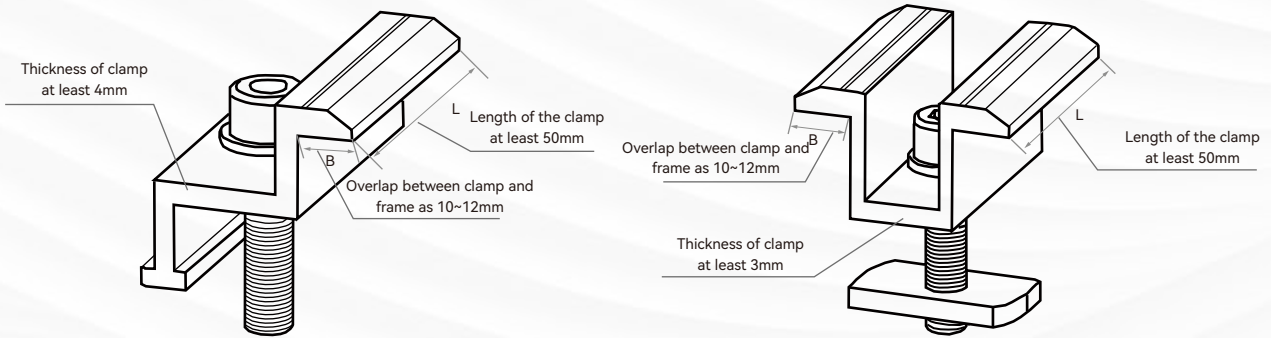 Thickness of clamp
at least 4mm
L
Length of the clamp
at least 50mm
B
Overlap between clamp and
frame as 10~12mm
Overlap between clamp and
frame as 10~12mm
B
L
Length of the clamp
at least 50mm
Thickness of clamp
at least 3mm